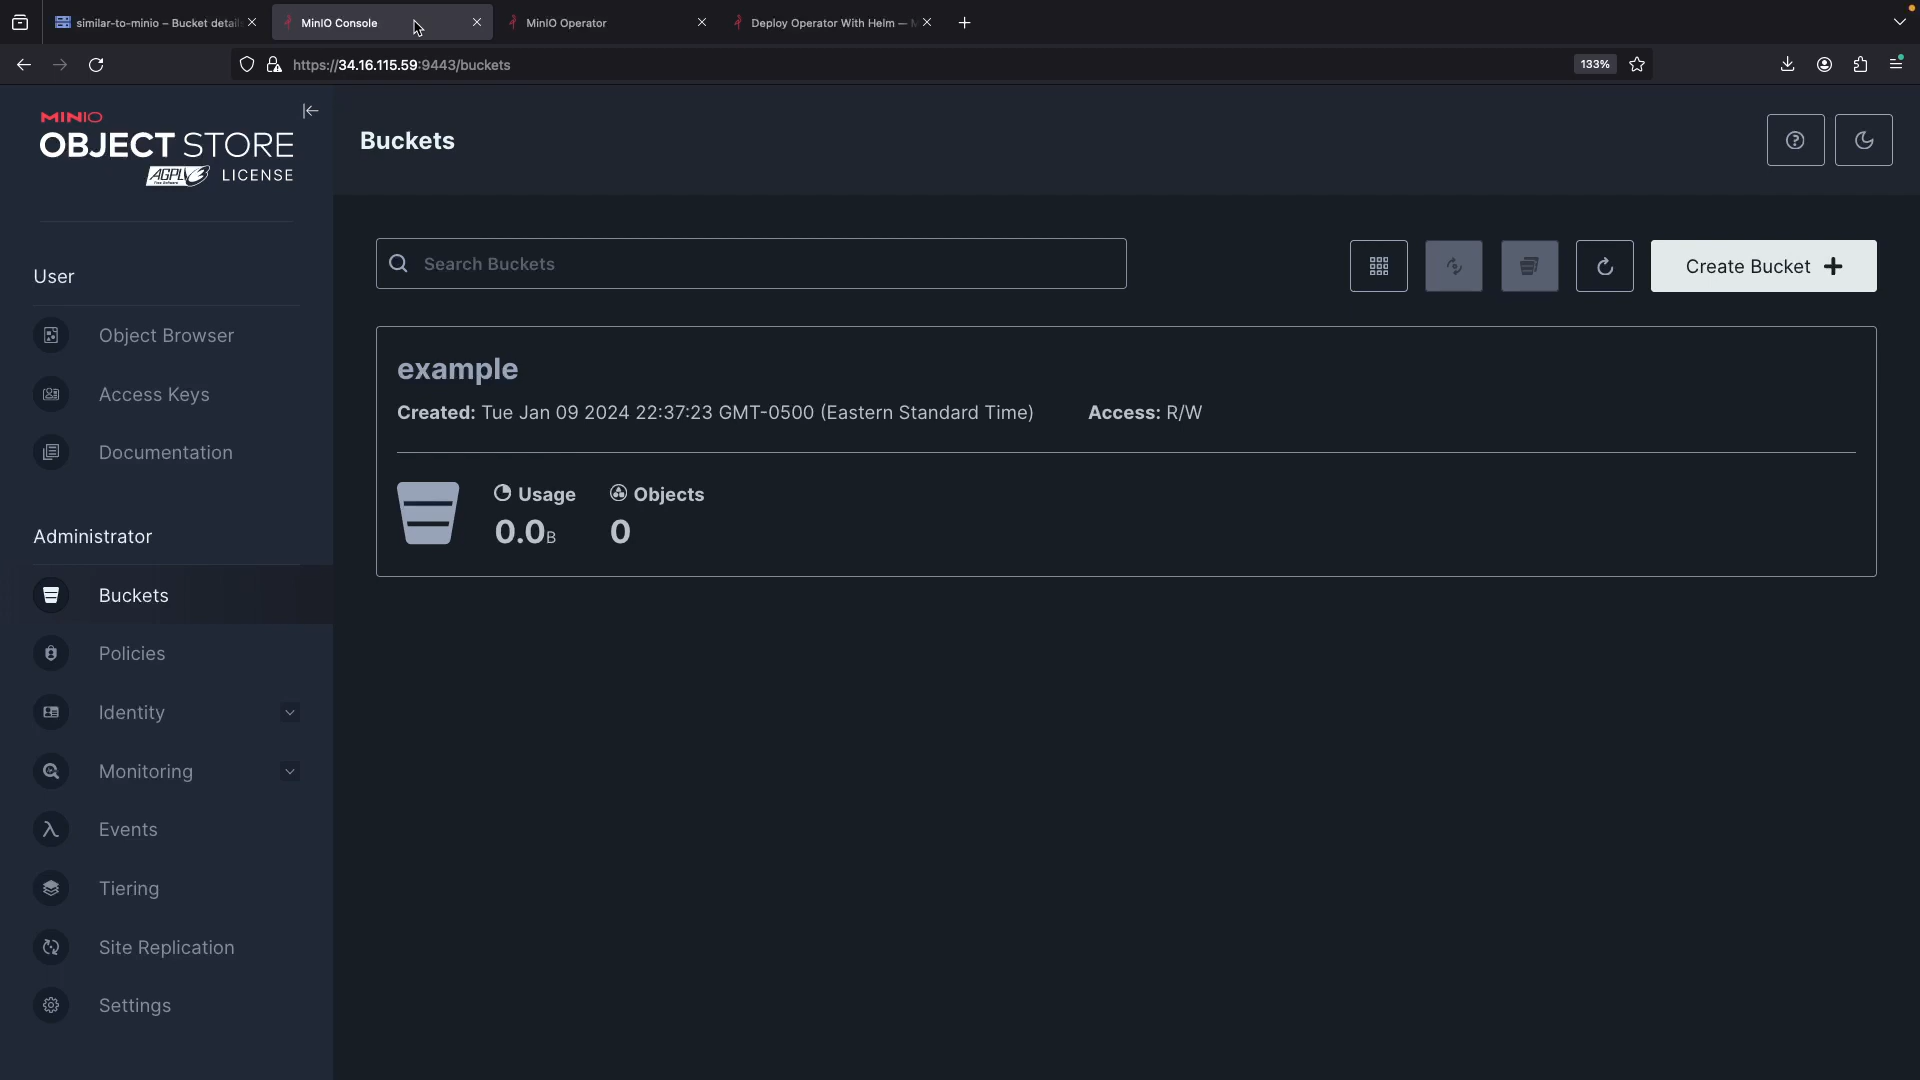 similar-to-minio – Bucket detail
MinIO Console
MinIO Operator
Deploy Operator With Helm —
https://34.16.115.59:9443/buckets
133%
MINIO
OBJECT STORE
AGPL
LICENSE
Buckets
User
Object Browser
Access Keys
Documentation
Administrator
Buckets
Policies
Identity
Monitoring
Events
Tiering
Site Replication
Settings
Search Buckets
Create Bucket
example
Created: Tue Jan 09 2024 22:37:23 GMT-0500 (Eastern Standard Time) Access: R/W
Usage Objects
0.0B 0